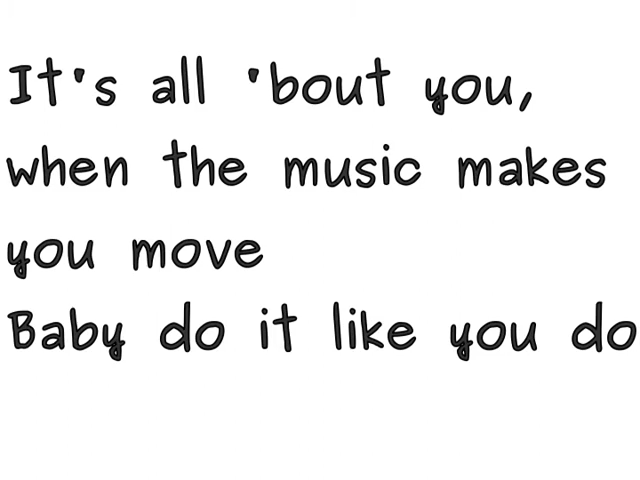 It's all 'bout you,
when the music makes
you move
Baby do it like you do